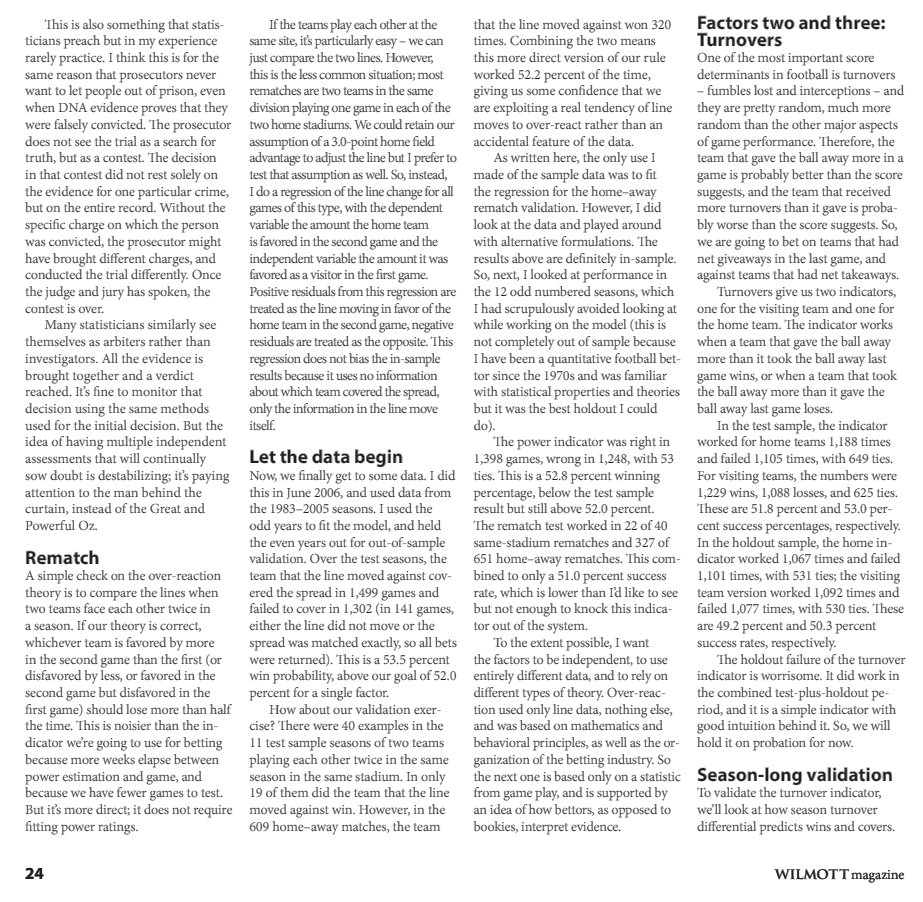 This is also something that statis-
ticians preach but in my experience
rarely practice. I think this is for the
same reason that prosecutors never
want to let people out of prison, even
when DNA evidence proves that they
were falsely convicted. The prosecutor
does not see the trial as a search for
truth, but as a contest. The decision
in that contest did not rest solely on
the evidence for one particular crime,
but on the entire record. Without the
specific charge on which the person
was convicted, the prosecutor might
have brought different charges, and
conducted the trial differently. Once
the judge and jury has spoken, the
contest is over.
Many statisticians similarly see
themselves as arbiters rather than
investigators. All the evidence is
brought together and a verdict
reached. It's fine to monitor that
decision using the same methods
used for the initial decision. But the
idea of having multiple independent
assessments that will continually
sow doubt is destabilizing; it's paying
attention to the man behind the
curtain, instead of the Great and
Powerful Oz.
Rematch
A simple check on the over-reaction
theory is to compare the lines when
two teams face each other twice in
a season. If our theory is correct,
whichever team is favored by more
in the second game than the first (or
disfavored by less, or favored in the
second game but disfavored in the
first game) should lose more than half
the time. This is noisier than the in-
dicator we're going to use for betting
because more weeks elapse between
power estimation and game, and
because we have fewer games to test.
But it's more direct; it does not require
fitting power ratings.
If the teams play each other at the
same site, it's particularly easy – we can
just compare the two lines. However,
this is the less common situation; most
rematches are two teams in the same
division playing one game in each of the
two home stadiums. We could retain our
assumption of a 3.0-point home field
advantage to adjust the line but I prefer to
test that assumption as well. So, instead,
I do a regression of the line change for all
games of this type, with the dependent
variable the amount the home team
is favored in the second game and the
independent variable the amount it was
favored as a visitor in the first game.
Positive residuals from this regression are
treated as the line moving in favor of the
home team in the second game, negative
residuals are treated as the opposite. This
regression does not bias the in-sample
results because it uses no information
about which team covered the spread,
only the information in the line move
itself.
Let the data begin
Now, we finally get to some data. I did
this in June 2006, and used data from
the 1983–2005 seasons. I used the
odd years to fit the model, and held
the even years out for out-of-sample
validation. Over the test seasons, the
team that the line moved against cov-
ered the spread in 1,499 games and
failed to cover in 1,302 (in 141 games,
either the line did not move or the
spread was matched exactly, so all bets
were returned). This is a 53.5 percent
win probability, above our goal of 52.0
percent for a single factor.
How about our validation exer-
cise? There were 40 examples in the
11 test sample seasons of two teams
playing each other twice in the same
season in the same stadium. In only
19 of them did the team that the line
moved against win. However, in the
609 home–away matches, the team
that the line moved against won 320
times. Combining the two means
this more direct version of our rule
worked 52.2 percent of the time,
giving us some confidence that we
are exploiting a real tendency of line
moves to over-react rather than an
accidental feature of the data.
As written here, the only use I
made of the sample data was to fit
the regression for the home–away
rematch validation. However, I did
look at the data and played around
with alternative formulations. The
results above are definitely in-sample.
So, next, I looked at performance in
the 12 odd numbered seasons, which
I had scrupulously avoided looking at
while working on the model (this is
not completely out of sample because
I have been a quantitative football bet-
tor since the 1970s and was familiar
with statistical properties and theories
but it was the best holdout I could
do).
The power indicator was right in
1,398 games, wrong in 1,248, with 53
ties. This is a 52.8 percent winning
percentage, below the test sample
result but still above 52.0 percent.
The rematch test worked in 22 of 40
same-stadium rematches and 327 of
651 home–away rematches. This com-
bined to only a 51.0 percent success
rate, which is lower than I'd like to see
but not enough to knock this indica-
tor out of the system.
To the extent possible, I want
the factors to be independent, to use
entirely different data, and to rely on
different types of theory. Over-reac-
tion used only line data, nothing else,
and was based on mathematics and
behavioral principles, as well as the or-
ganization of the betting industry. So
the next one is based only on a statistic
from game play, and is supported by
an idea of how bettors, as opposed to
bookies, interpret evidence.
Factors two and three:
Turnovers
One of the most important score
determinants in football is turnovers
– fumbles lost and interceptions – and
they are pretty random, much more
random than the other major aspects
of game performance. Therefore, the
team that gave the ball away more in a
game is probably better than the score
suggests, and the team that received
more turnovers than it gave is proba-
bly worse than the score suggests. So,
we are going to bet on teams that had
net giveaways in the last game, and
against teams that had net takeaways.
Turnovers give us two indicators,
one for the visiting team and one for
the home team. The indicator works
when a team that gave the ball away
more than it took the ball away last
game wins, or when a team that took
the ball away more than it gave the
ball away last game loses.
In the test sample, the indicator
worked for home teams 1,188 times
and failed 1,105 times, with 649 ties.
For visiting teams, the numbers were
1,229 wins, 1,088 losses, and 625 ties.
These are 51.8 percent and 53.0 per-
cent success percentages, respectively.
In the holdout sample, the home in-
dicator worked 1,067 times and failed
1,101 times, with 531 ties; the visiting
team version worked 1,092 times and
failed 1,077 times, with 530 ties. These
are 49.2 percent and 50.3 percent
success rates, respectively.
The holdout failure of the turnover
indicator is worrisome. It did work in
the combined test-plus-holdout pe-
riod, and it is a simple indicator with
good intuition behind it. So, we will
hold it on probation for now.
Season-long validation
To validate the turnover indicator,
we'll look at how season turnover
differential predicts wins and covers.
24
WILMOTT magazine